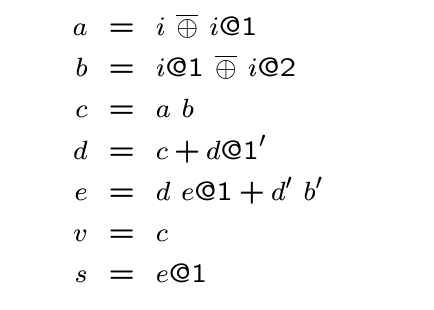 a = i ⊕̅ i@1
b = i@1 ⊕̅ i@2
c = a b
d = c + d@1′
e = d e@1 + d′ b′
v = c
s = e@1